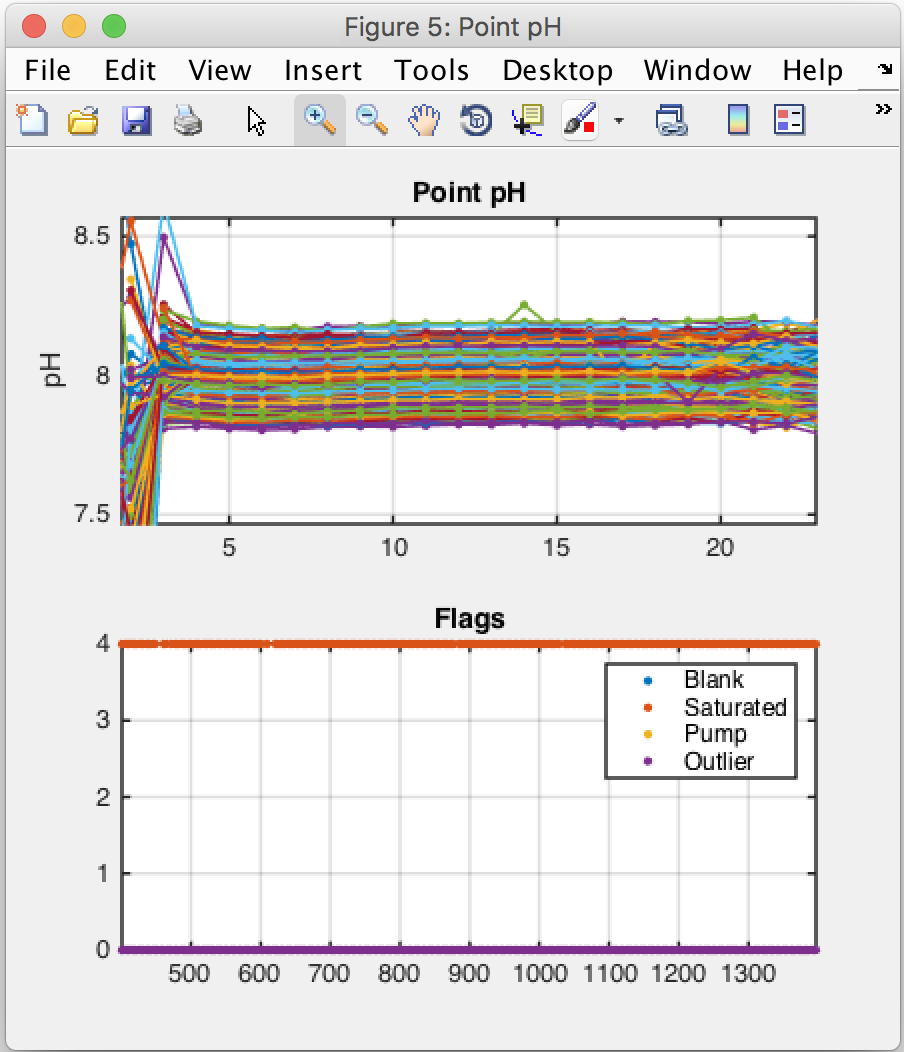 Figure 5: Point pH
File Edit View Insert Tools Desktop Window Help
Point pH
8.5
8
7.5
pH
5 10 15 20
Flags
4
3
2
1
0
Blank
Saturated
Pump
Outlier
500 600 700 800 900 1000 1100 1200 1300